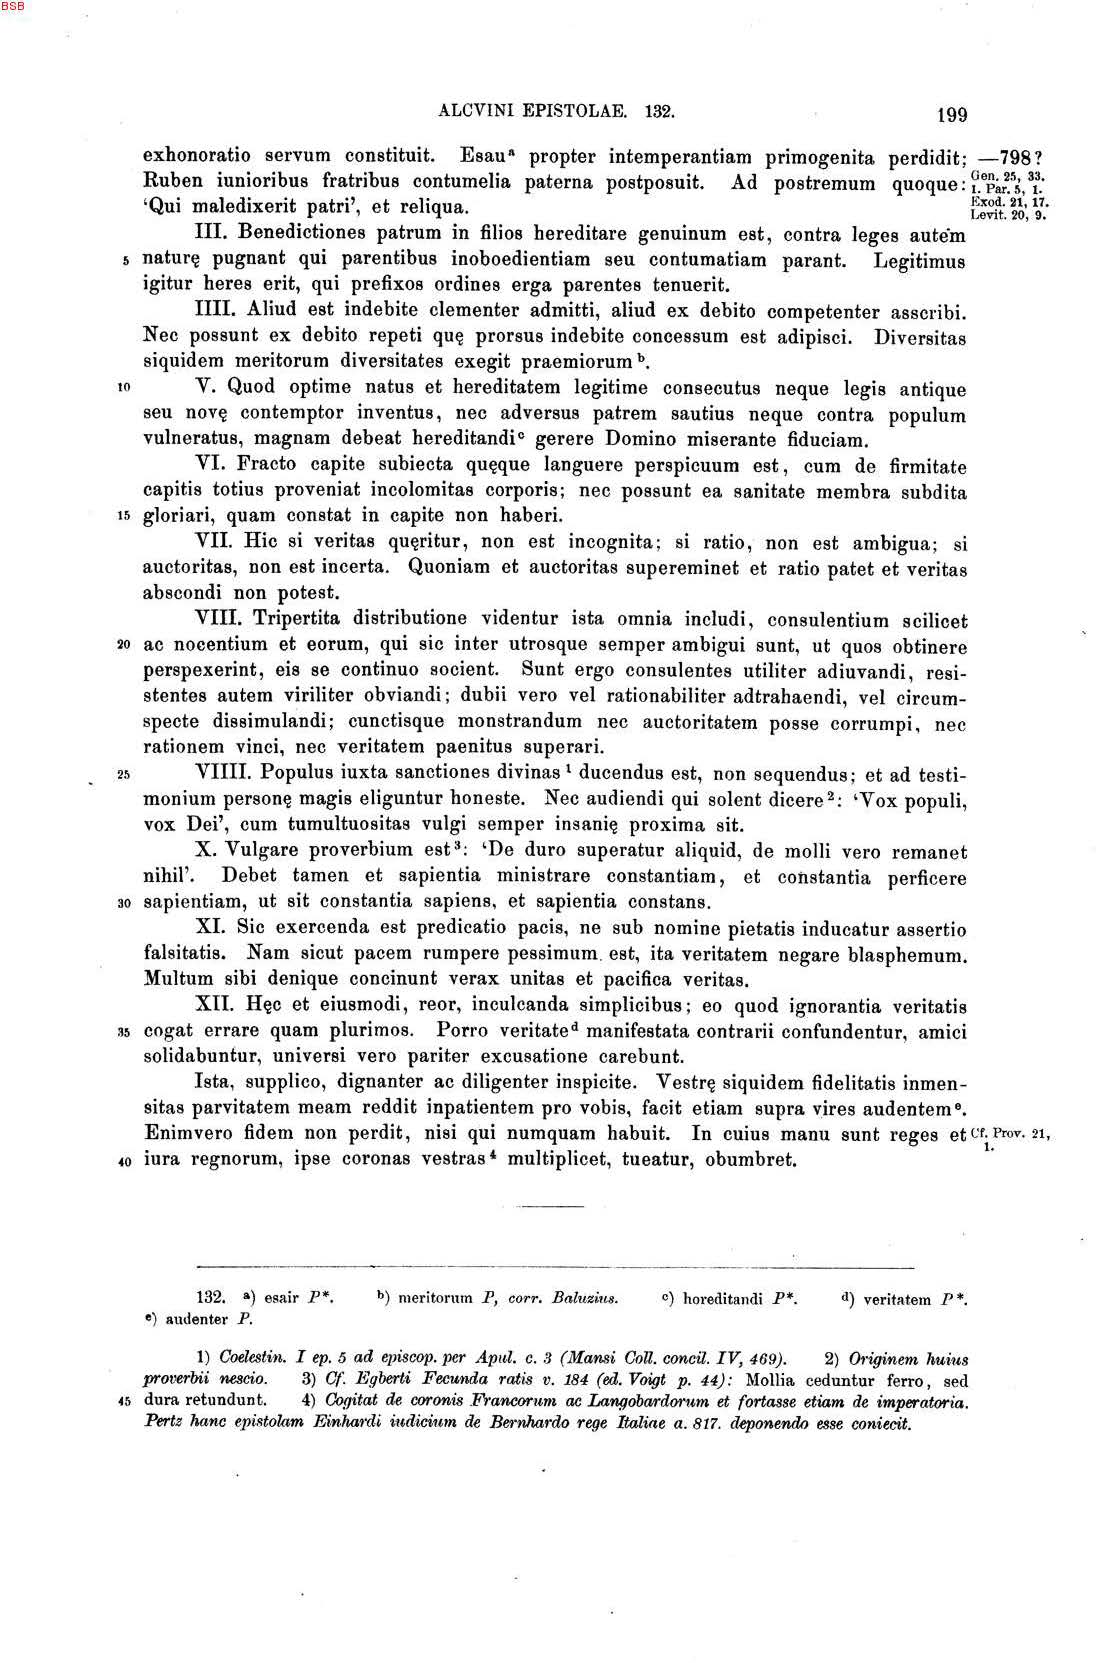 BSB
ALCVINI EPISTOLAE. 132.
199
exhonoratio servum constituit. Esauᵃ propter intemperantiam primogenita perdidit; —798?
Ruben iunioribus fratribus contumelia paterna postposuit. Ad postremum quoque: Gen. 25, 33. I. Par. 5, 1.
‘Qui maledixerit patri’, et reliqua. Exod. 21, 17. Levit. 20, 9.
III. Benedictiones patrum in filios hereditare genuinum est, contra leges autem
5 naturę pugnant qui parentibus inoboedientiam seu contumatiam parant. Legitimus
igitur heres erit, qui prefixos ordines erga parentes tenuerit.
IIII. Aliud est indebite clementer admitti, aliud ex debito competenter asscribi.
Nec possunt ex debito repeti quę prorsus indebite concessum est adipisci. Diversitas
siquidem meritorum diversitates exegit praemiorum ᵇ.
10 V. Quod optime natus et hereditatem legitime consecutus neque legis antique
seu novę contemptor inventus, nec adversus patrem sautius neque contra populum
vulneratus, magnam debeat hereditandiᶜ gerere Domino miserante fiduciam.
VI. Fracto capite subiecta quęque languere perspicuum est, cum de firmitate
capitis totius proveniat incolomitas corporis; nec possunt ea sanitate membra subdita
15 gloriari, quam constat in capite non haberi.
VII. Hic si veritas quęritur, non est incognita; si ratio, non est ambigua; si
auctoritas, non est incerta. Quoniam et auctoritas supereminet et ratio patet et veritas
abscondi non potest.
VIII. Tripertita distributione videntur ista omnia includi, consulentium scilicet
20 ac nocentium et eorum, qui sic inter utrosque semper ambigui sunt, ut quos obtinere
perspexerint, eis se continuo socient. Sunt ergo consulentes utiliter adiuvandi, resi-
stentes autem viriliter obviandi; dubii vero vel rationabiliter adtrahaendi, vel circum-
specte dissimulandi; cunctisque monstrandum nec auctoritatem posse corrumpi, nec
rationem vinci, nec veritatem paenitus superari.
25 VIIII. Populus iuxta sanctiones divinas ¹ ducendus est, non sequendus; et ad testi-
monium personę magis eliguntur honeste. Nec audiendi qui solent dicere ²: ‘Vox populi,
vox Dei’, cum tumultuositas vulgi semper insanię proxima sit.
X. Vulgare proverbium est³: ‘De duro superatur aliquid, de molli vero remanet
nihil’. Debet tamen et sapientia ministrare constantiam, et constantia perficere
30 sapientiam, ut sit constantia sapiens, et sapientia constans.
XI. Sic exercenda est predicatio pacis, ne sub nomine pietatis inducatur assertio
falsitatis. Nam sicut pacem rumpere pessimum est, ita veritatem negare blasphemum.
Multum sibi denique concinunt verax unitas et pacifica veritas.
XII. Hęc et eiusmodi, reor, inculcanda simplicibus; eo quod ignorantia veritatis
35 cogat errare quam plurimos. Porro veritateᵈ manifestata contrarii confundentur, amici
solidabuntur, universi vero pariter excusatione carebunt.
Ista, supplico, dignanter ac diligenter inspicite. Vestrę siquidem fidelitatis inmen-
sitas parvitatem meam reddit inpatientem pro vobis, facit etiam supra vires audentemᵉ.
Enimvero fidem non perdit, nisi qui numquam habuit. In cuius manu sunt reges et Cf. Prov. 21, 1.
40 iura regnorum, ipse coronas vestras⁴ multiplicet, tueatur, obumbret.
132. ᵃ) esair P*. ᵇ) meritorum P, corr. Baluzius. ᶜ) horeditandi P*. ᵈ) veritatem P*.
ᵉ) audenter P.
1) Coelestin. I ep. 5 ad episcop. per Apul. c. 3 (Mansi Coll. concil. IV, 469). 2) Originem huius
proverbii nescio. 3) Cf. Egberti Fecunda ratis v. 184 (ed. Voigt p. 44): Mollia ceduntur ferro, sed
45 dura retundunt. 4) Cogitat de coronis Francorum ac Langobardorum et fortasse etiam de imperatoria.
Pertz hanc epistolam Einhardi iudicium de Bernhardo rege Italiae a. 817. deponendo esse coniecit.